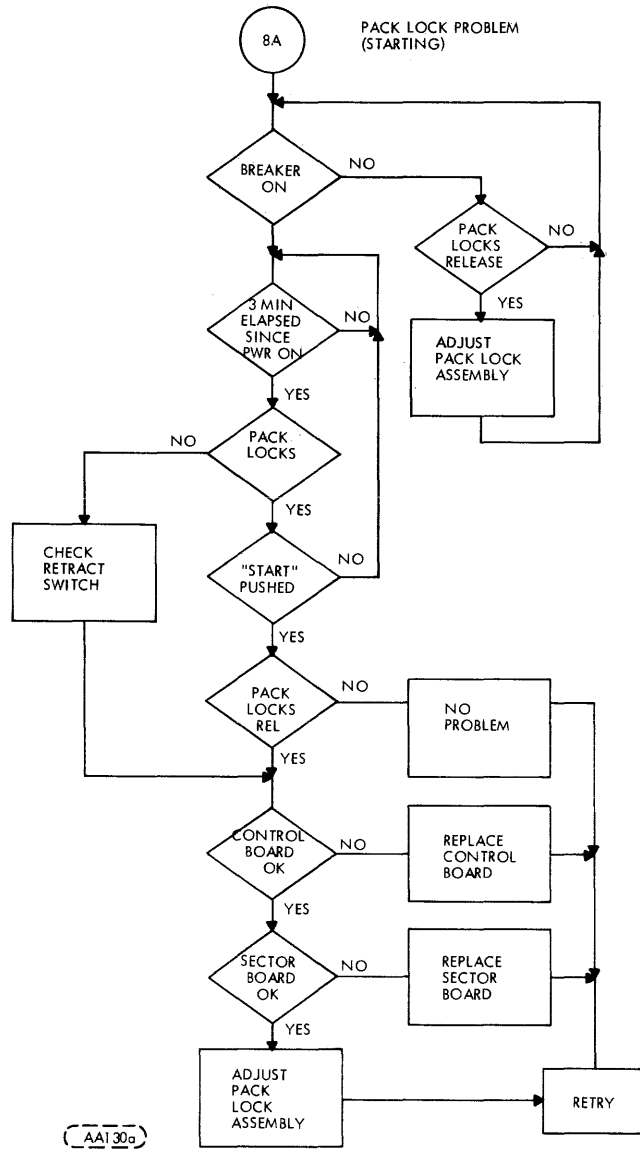 8A
PACK LOCK PROBLEM
(STARTING)
BREAKER
ON
NO
PACK
LOCKS
RELEASE
NO
YES
ADJUST
PACK LOCK
ASSEMBLY
3 MIN
ELAPSED
SINCE
PWR ON
NO
YES
PACK
LOCKS
NO
YES
CHECK
RETRACT
SWITCH
"START"
PUSHED
NO
YES
PACK
LOCKS
REL
NO
NO
PROBLEM
YES
CONTROL
BOARD
OK
NO
REPLACE
CONTROL
BOARD
YES
SECTOR
BOARD
OK
NO
REPLACE
SECTOR
BOARD
YES
ADJUST
PACK
LOCK
ASSEMBLY
RETRY
AA130a